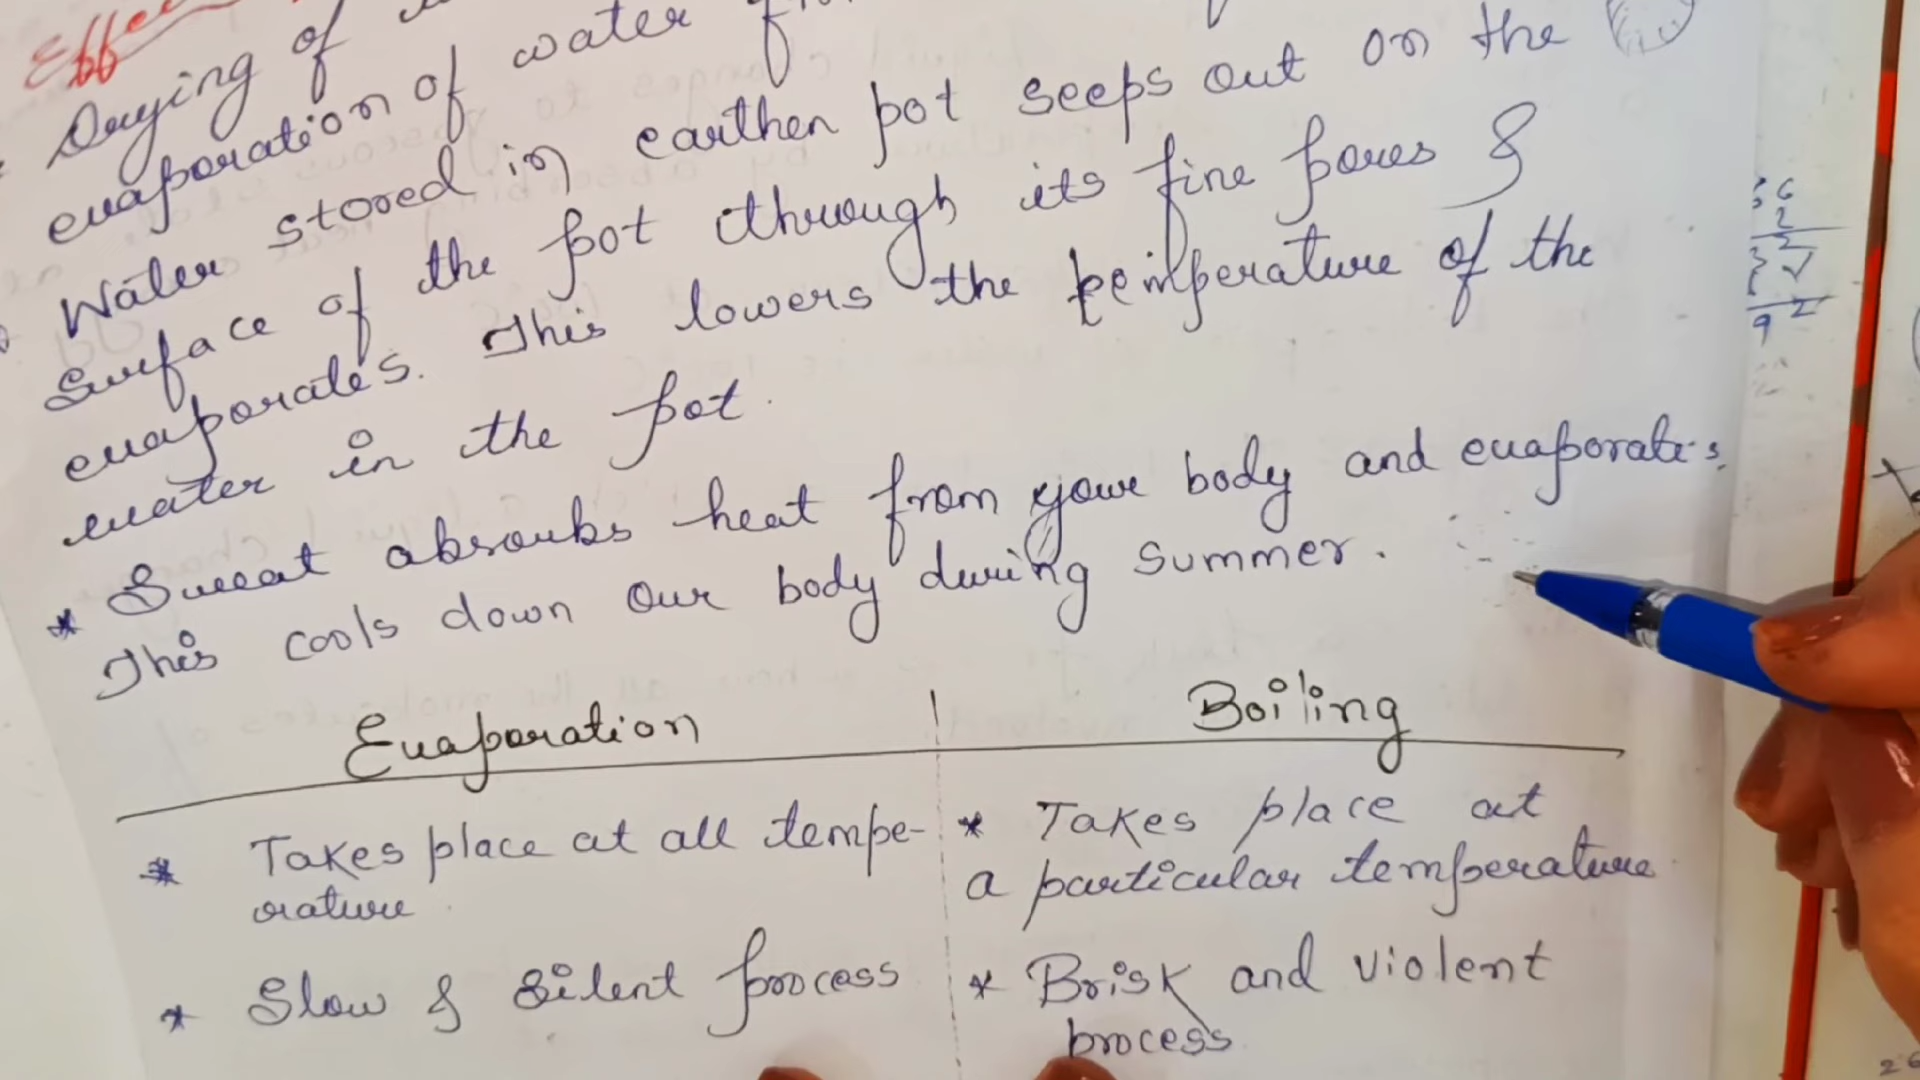 Drying of
evaporation of water
Water stored in earthen pot seeps out on the
Surface of the pot through its fine pores &
evaporates. This lowers the temperature of the
water in the pot.
* Sweat absorbs heat from your body and evaporates.
This cools down our body during Summer.
Evaporation Boiling
* Takes place at all tempe-
rature
* Takes place at
a particular temperature
* Slow & Silent process
* Brisk and violent
process